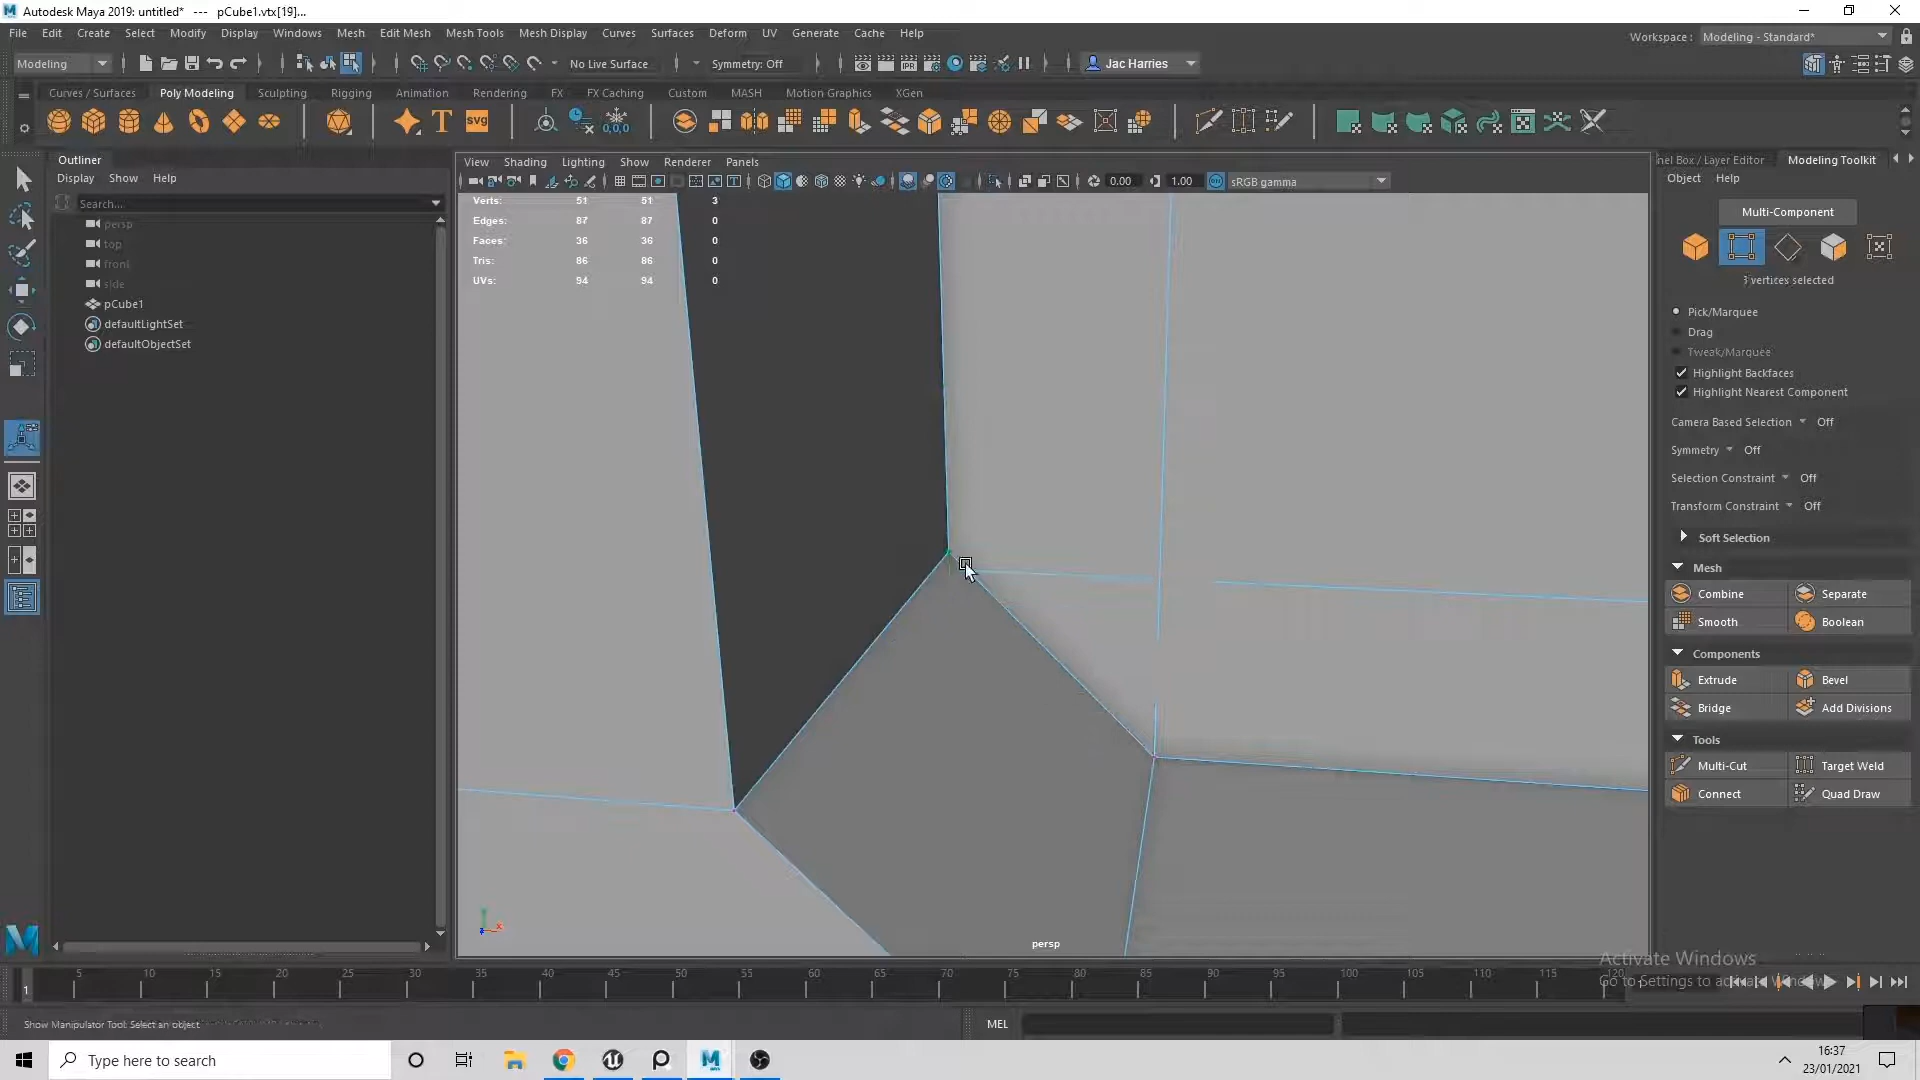 Autodesk Maya 2019: untitled* --- pCube1.vtx[19]...
File Edit Create Select Modify Display Windows Mesh Edit Mesh Mesh Tools Mesh Display Curves Surfaces Deform UV Generate Cache Help
Workspace : Modeling - Standard*
Modeling No Live Surface Symmetry: Off Jac Harries
Curves / Surfaces Poly Modeling Sculpting Rigging Animation Rendering FX FX Caching Custom MASH Motion Graphics XGen
T svg 0,0,0
Outliner
Display Show Help
Search...
persp
top
front
side
pCube1
defaultLightSet
defaultObjectSet
View Shading Lighting Show Renderer Panels
0.00 1.00 sRGB gamma
Verts: 51 51 3
Edges: 87 87 0
Faces: 36 36 0
Tris: 86 86 0
UVs: 94 94 0
persp
nel Box / Layer Editor Modeling Toolkit
Object Help
Multi-Component
3 vertices selected
Pick/Marquee
Drag
Tweak/Marquee
Highlight Backfaces
Highlight Nearest Component
Camera Based Selection Off
Symmetry Off
Selection Constraint Off
Transform Constraint Off
Soft Selection
Mesh
Combine Separate
Smooth Boolean
Components
Extrude Bevel
Bridge Add Divisions
Tools
Multi-Cut Target Weld
Connect Quad Draw
Activate Windows
5 10 15 20 25 30 35 40 45 50 55 60 65 70 75 80 85 90 95 100 105 110 115 120
1
Show Manipulator Tool: Select an object
MEL
Type here to search
16:37
23/01/2021